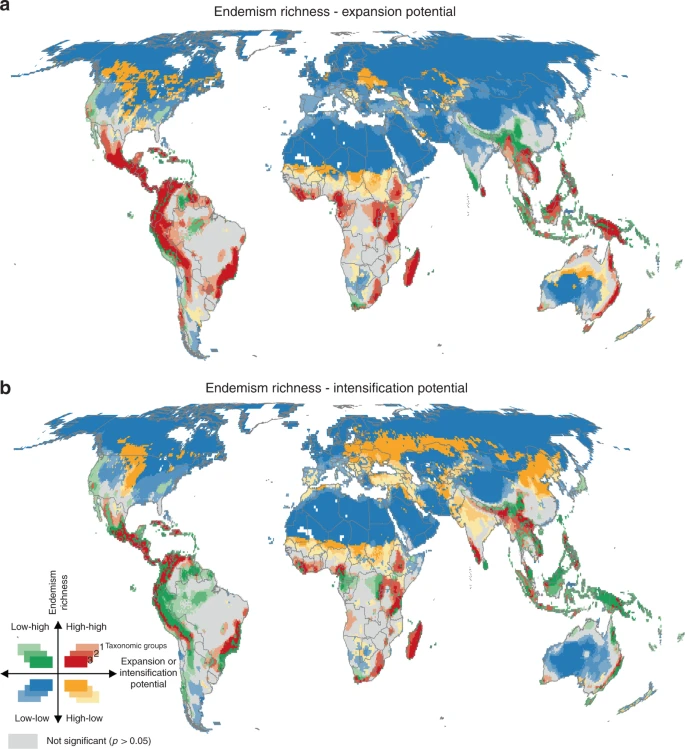 a
Endemism richness - expansion potential
b
Endemism richness - intensification potential
Endemism
richness
Low-high
High-high
1 Taxonomic groups
2
3
Expansion or
intensification
potential
Low-low
High-low
Not significant (p > 0.05)